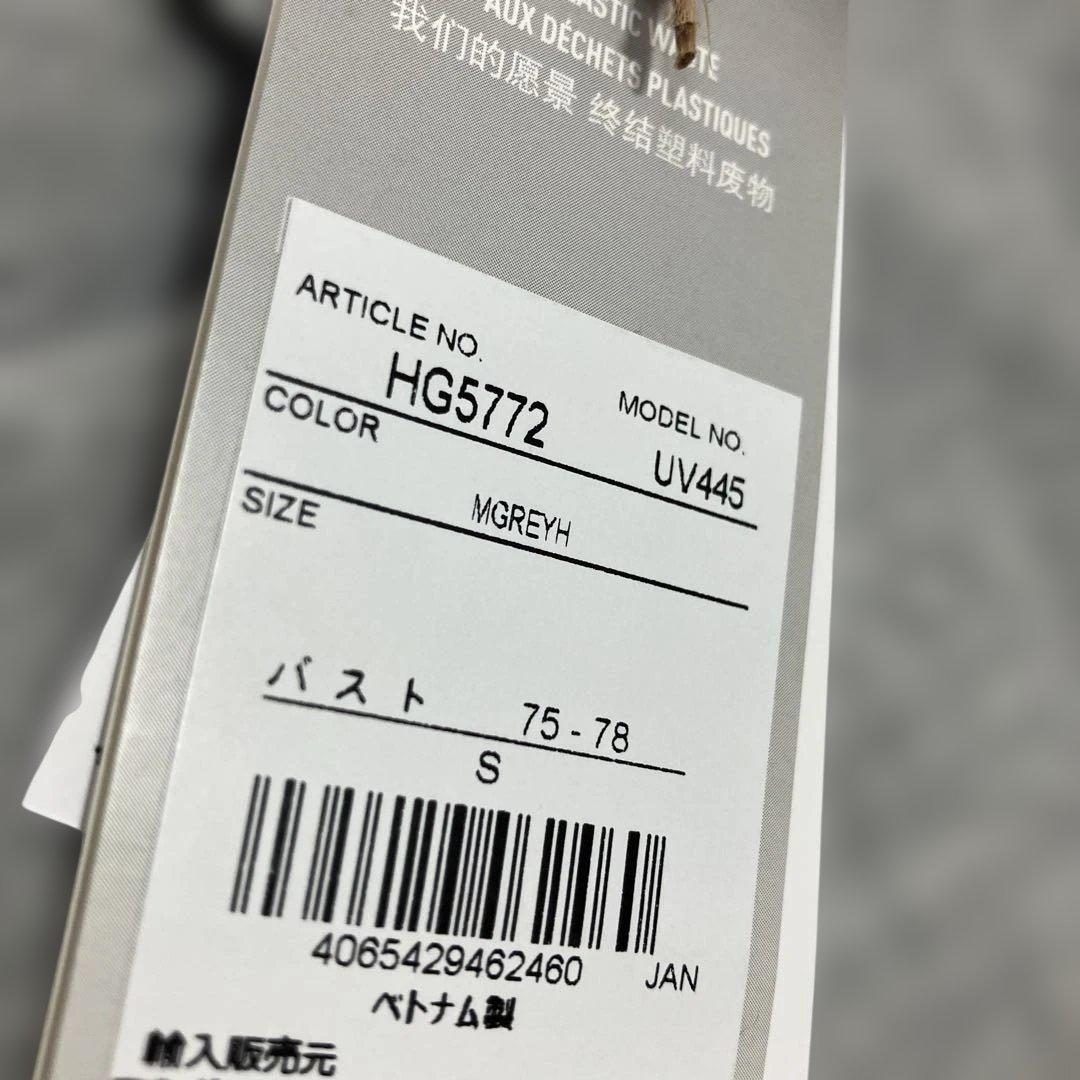 PLASTIC WASTE
AUX DÉCHETS PLASTIQUES
我们的愿景 终结塑料废物
ARTICLE NO.
HG5772
MODEL NO.
UV445
COLOR
MGREYH
SIZE
バスト 75 - 78
S
4065429462460 JAN
ベトナム製
輸入販売元